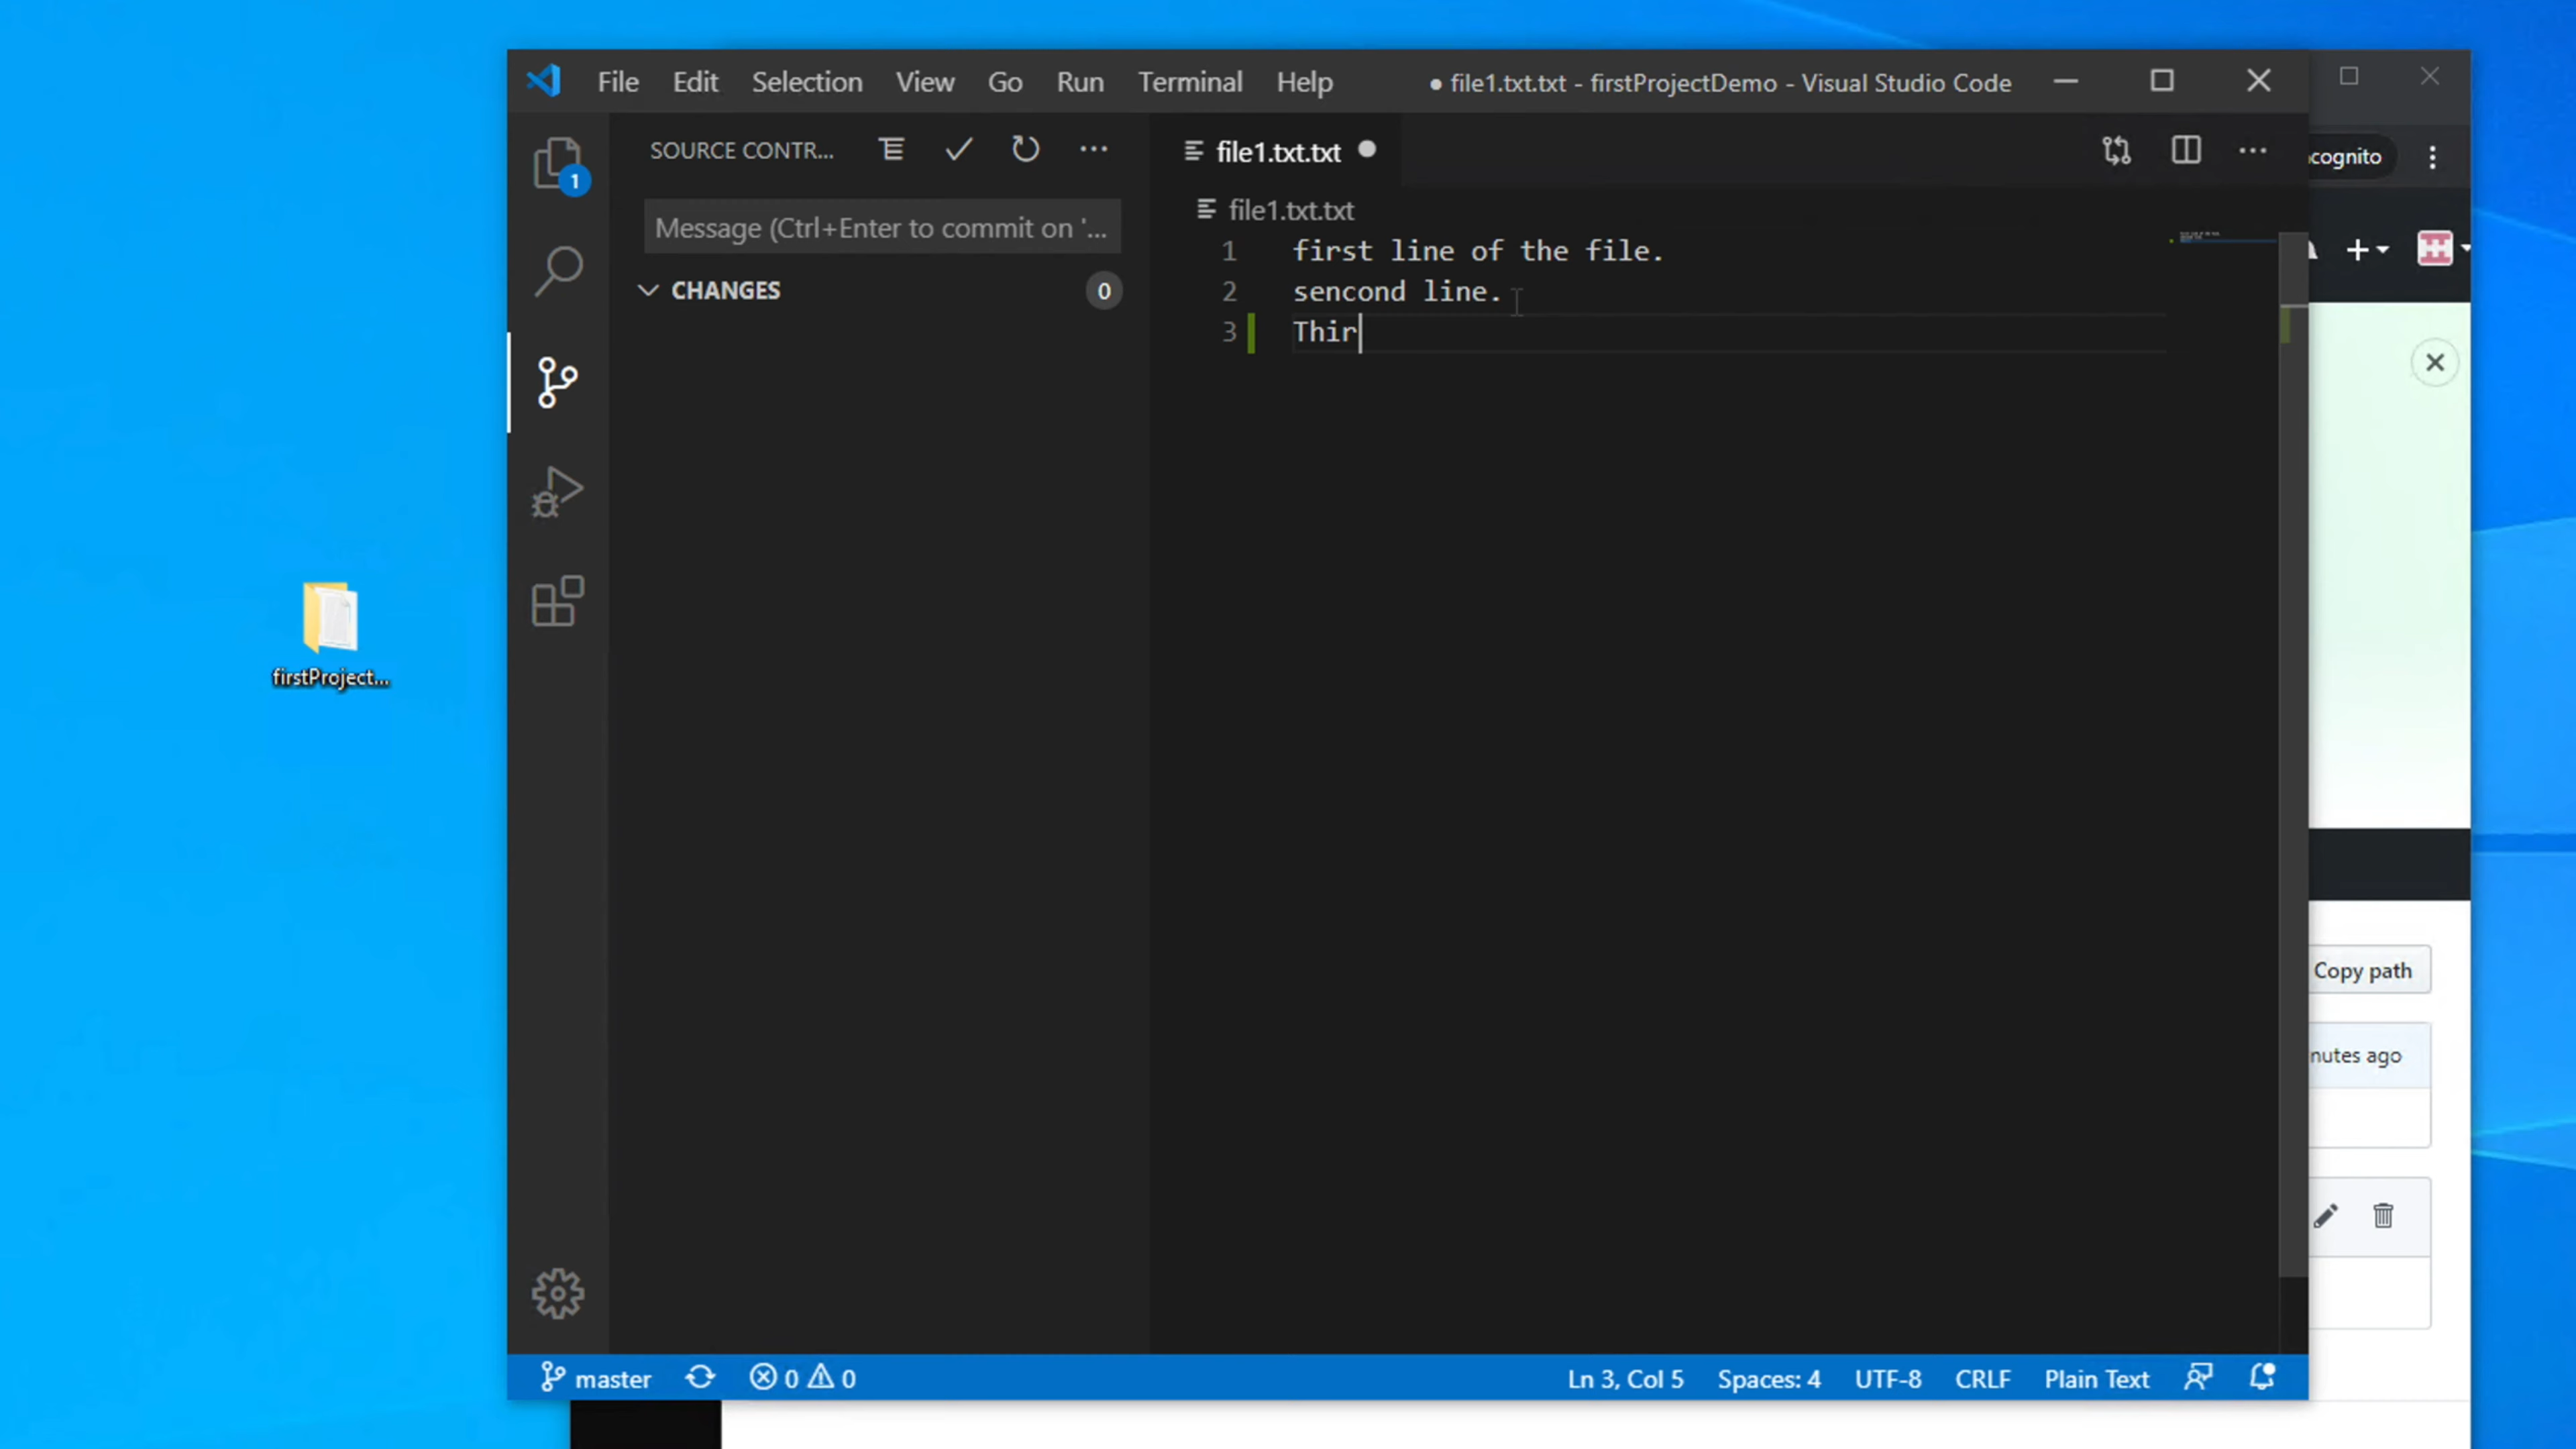 File Edit Selection View Go Run Terminal Help ● file1.txt.txt - firstProjectDemo - Visual Studio Code
SOURCE CONTR...
file1.txt.txt
cognito
1
Message (Ctrl+Enter to commit on '...
file1.txt.txt
CHANGES 0
1 first line of the file.
2 sencond line.
3 Thir
firstProject...
Copy path
nutes ago
master 0 0 Ln 3, Col 5 Spaces: 4 UTF-8 CRLF Plain Text